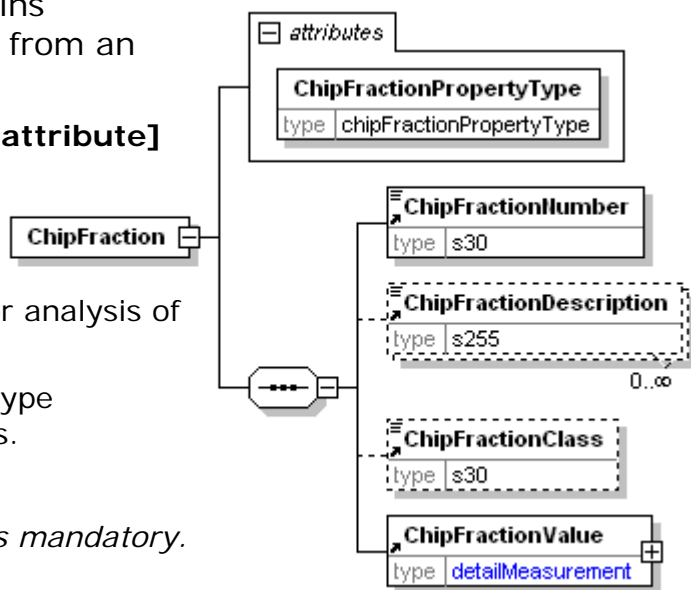 ins
from an
attribute]
r analysis of
ype
s.
s mandatory.
attributes
ChipFractionPropertyType
type chipFractionPropertyType
ChipFraction
ChipFractionNumber
type s30
ChipFractionDescription
type s255
0..∞
ChipFractionClass
type s30
ChipFractionValue
type detailMeasurement